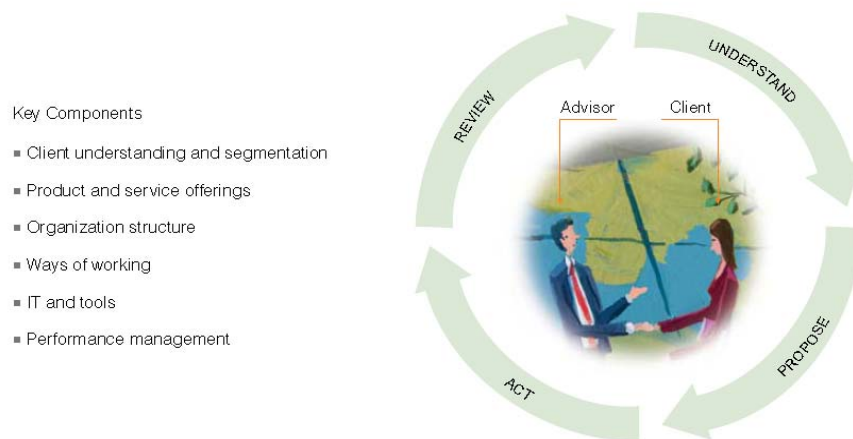 Key Components
Client understanding and segmentation
Product and service offerings
Organization structure
Ways of working
IT and tools
Performance management
Advisor
Client
UNDERSTAND
PROPOSE
ACT
REVIEW